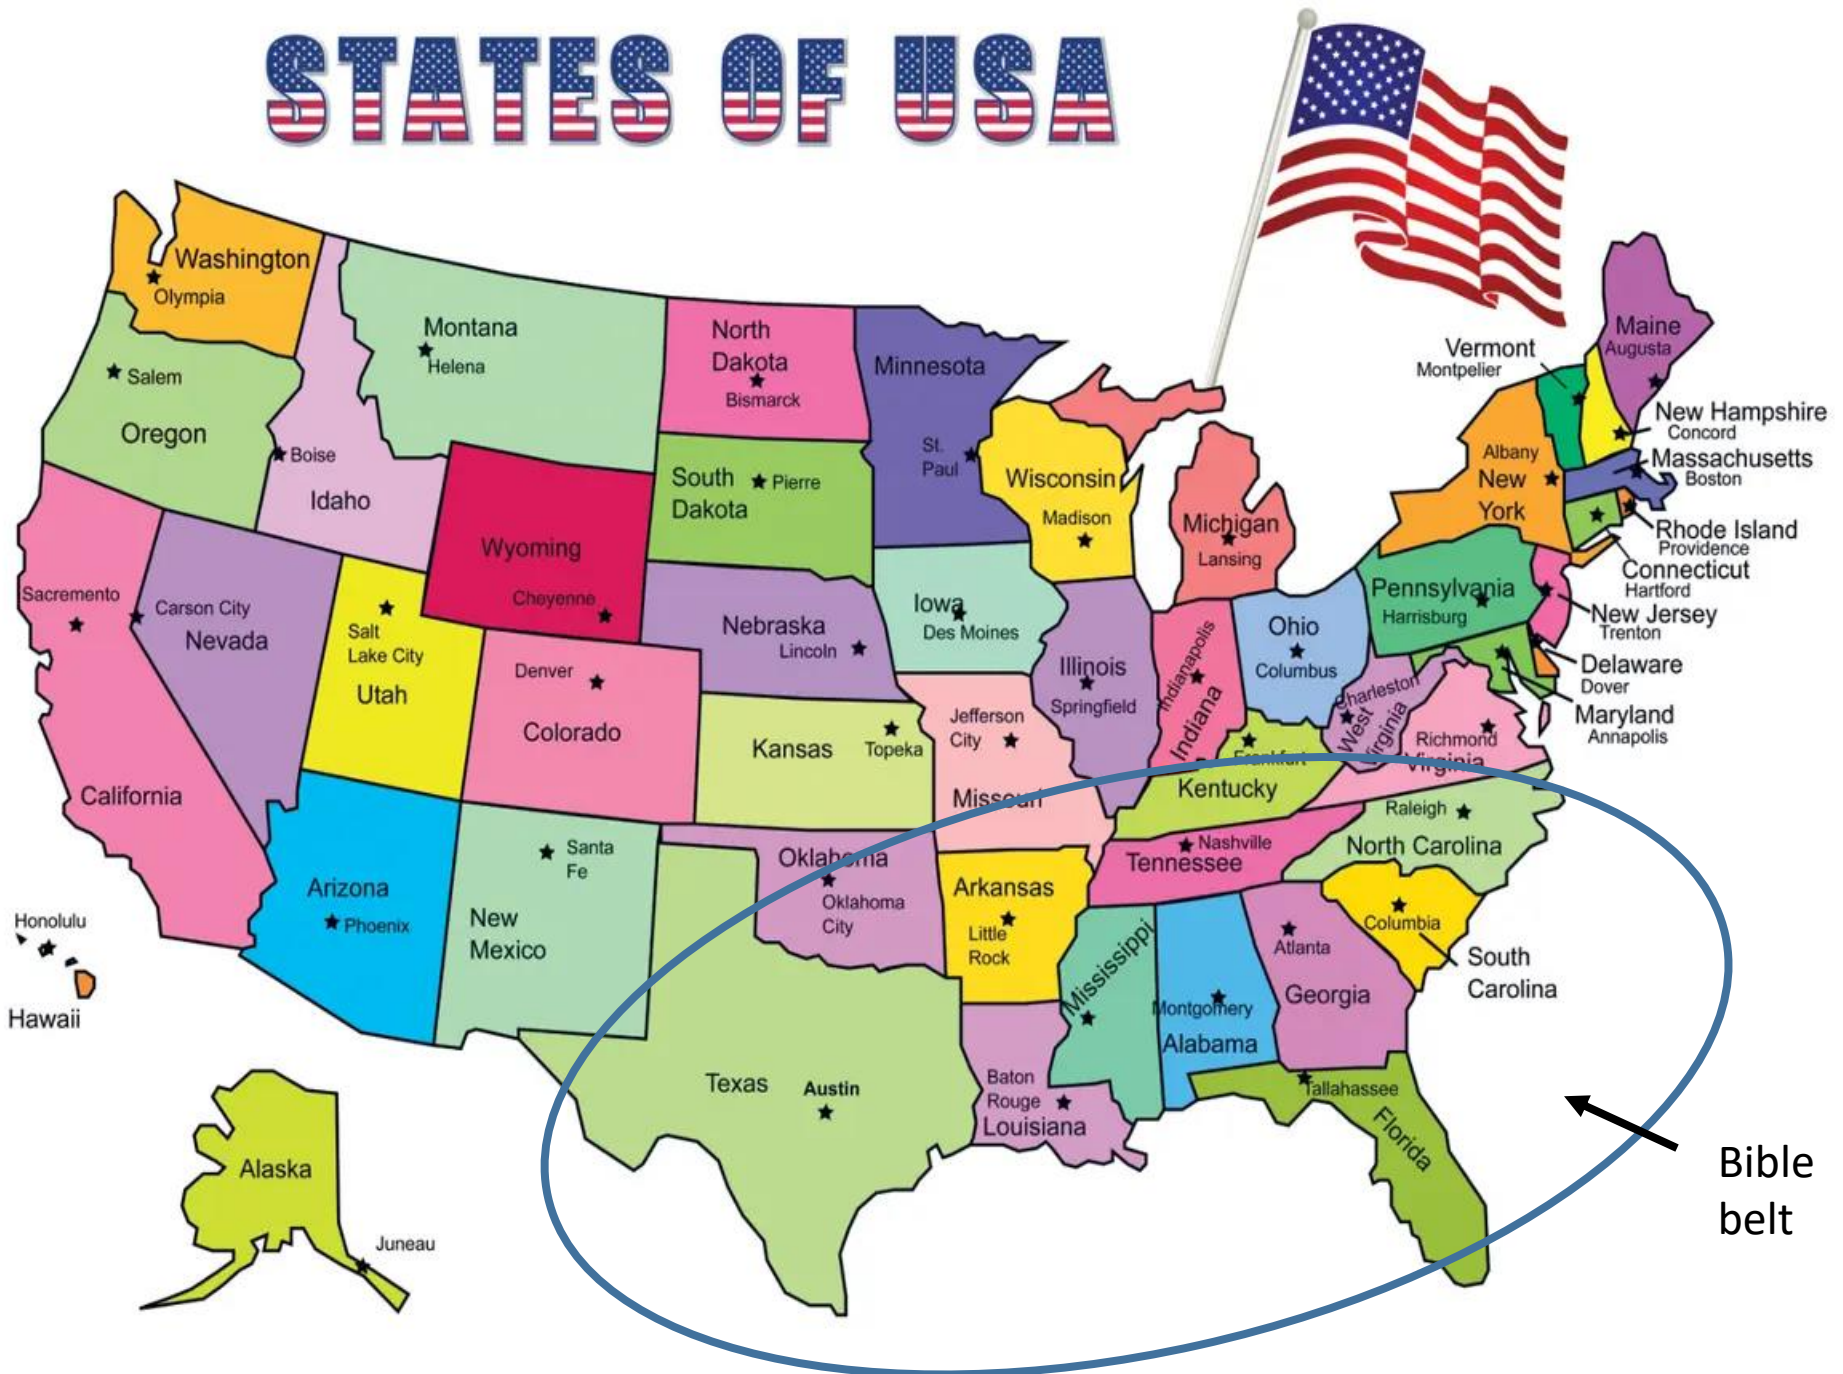 STATES OF USA
Washington
Olympia
Montana
Helena
North
Dakota
Bismarck
Minnesota
St.
Paul
Salem
Oregon
Boise
Idaho
Wyoming
Cheyenne
South
Dakota
Pierre
Wisconsin
Madison
Michigan
Lansing
Vermont
Montpelier
Maine
Augusta
New Hampshire
Concord
Albany
New
York
Massachusetts
Boston
Rhode Island
Providence
Connecticut
Hartford
Pennsylvania
Harrisburg
New Jersey
Trenton
Delaware
Dover
Maryland
Annapolis
Sacremento
Carson City
Nevada
Salt
Lake City
Utah
Denver
Colorado
Nebraska
Lincoln
Iowa
Des Moines
Illinois
Springfield
Indianapolis
Indiana
Ohio
Columbus
Charleston
West
Virginia
Richmond
Virginia
California
Kansas
Topeka
Jefferson
City
Missouri
Frankfurt
Kentucky
Arizona
Phoenix
Santa
Fe
New
Mexico
Oklahoma
Oklahoma
City
Arkansas
Little
Rock
Nashville
Tennessee
Raleigh
North Carolina
Columbia
South
Carolina
Mississippi
Montgomery
Alabama
Atlanta
Georgia
Honolulu
Hawaii
Texas
Austin
Baton
Rouge
Louisiana
Tallahassee
Florida
Alaska
Juneau
Bible
belt